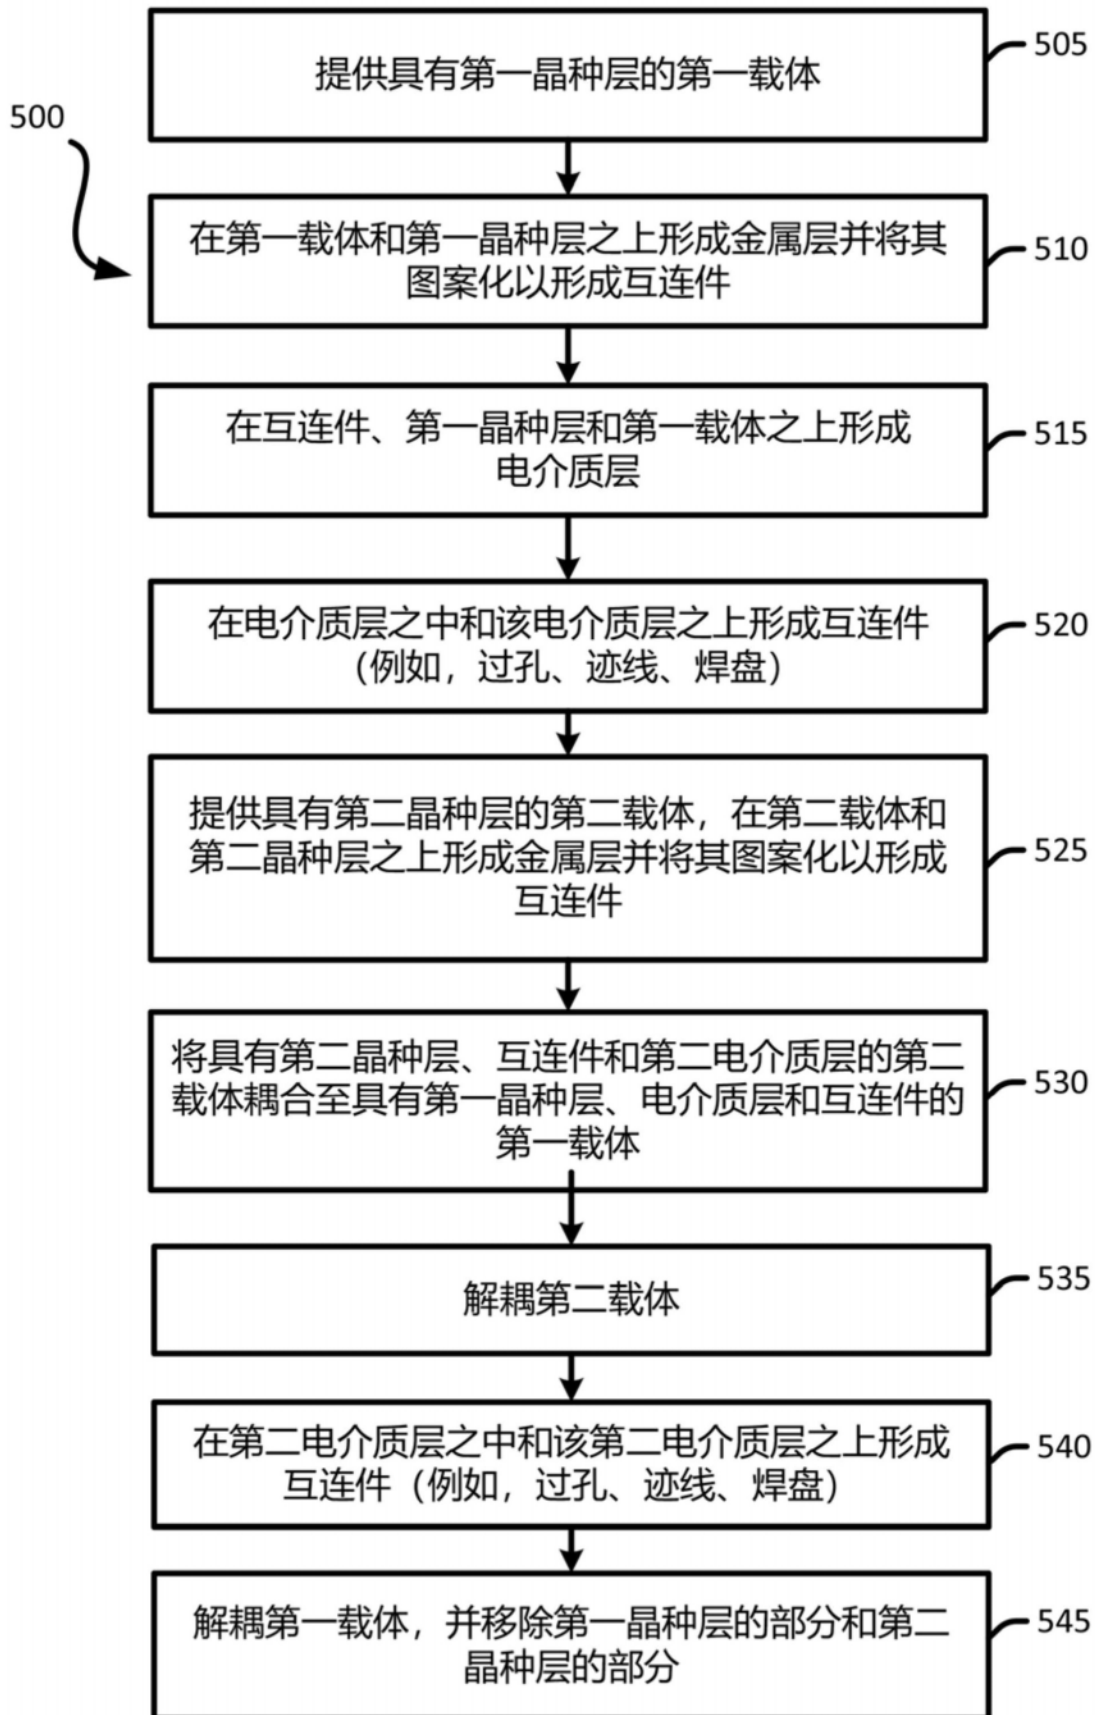 提供具有第一晶种层的第一载体
505
500
在第一载体和第一晶种层之上形成金属层并将其
图案化以形成互连件
510
在互连件、第一晶种层和第一载体之上形成
电介质层
515
在电介质层之中和该电介质层之上形成互连件
（例如，过孔、迹线、焊盘）
520
提供具有第二晶种层的第二载体，在第二载体和
第二晶种层之上形成金属层并将其图案化以形成
互连件
525
将具有第二晶种层、互连件和第二电介质层的第二
载体耦合至具有第一晶种层、电介质层和互连件的
第一载体
530
解耦第二载体
535
在第二电介质层之中和该第二电介质层之上形成
互连件（例如，过孔、迹线、焊盘）
540
解耦第一载体，并移除第一晶种层的部分和第二
晶种层的部分
545